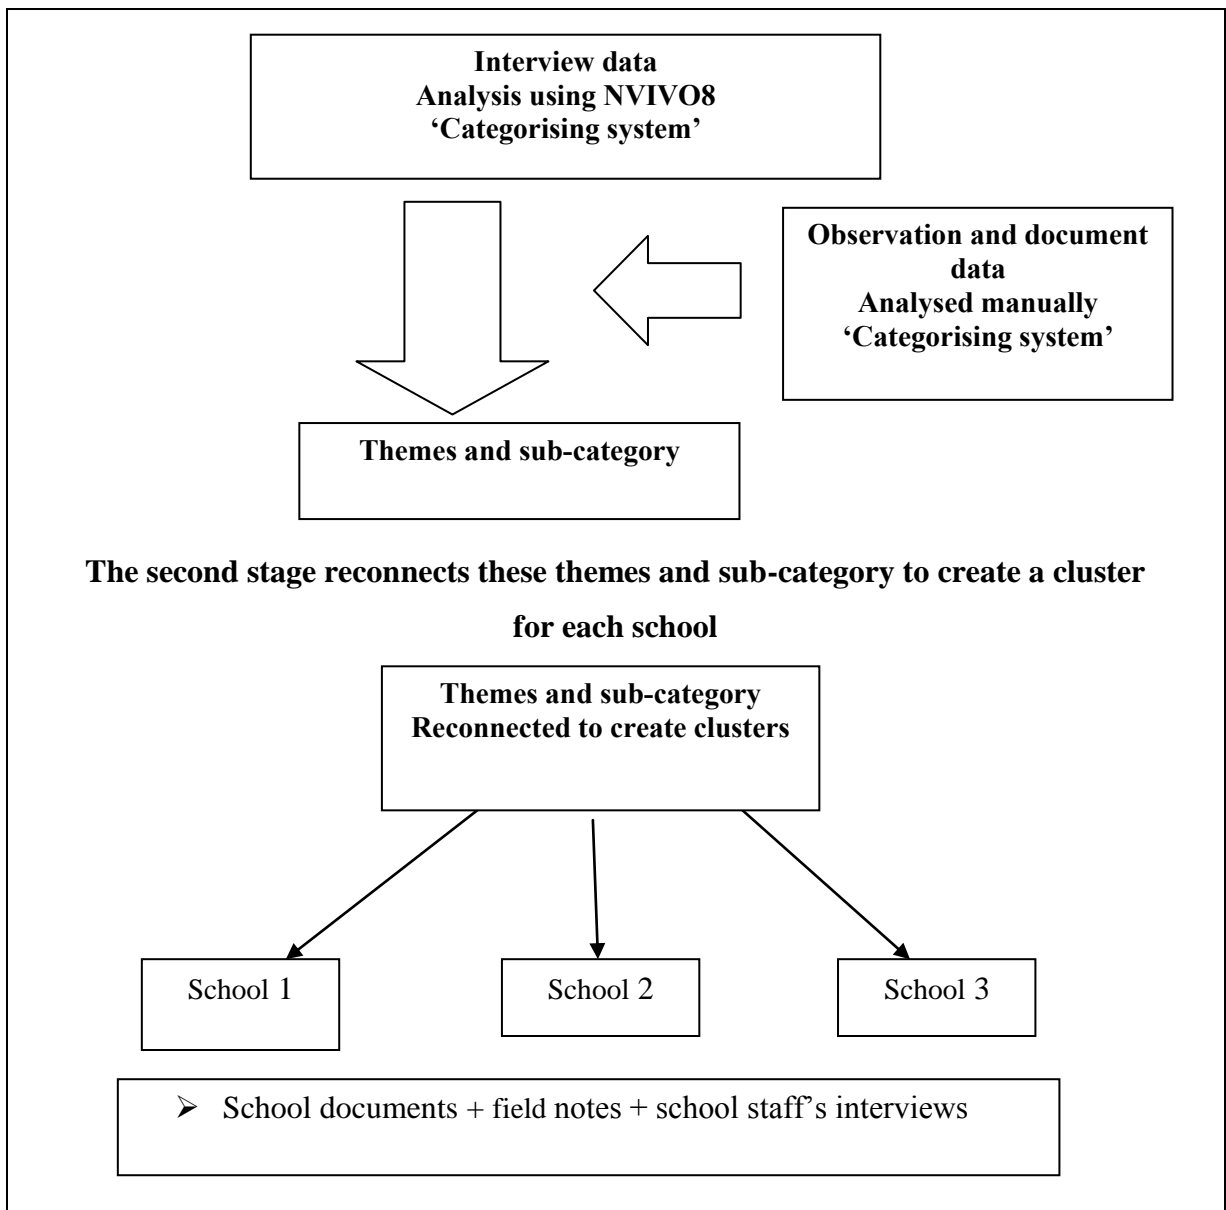 Interview data
Analysis using NVIVO8
‘Categorising system’
Observation and document
data
Analysed manually
‘Categorising system’
Themes and sub-category
The second stage reconnects these themes and sub-category to create a cluster
for each school
Themes and sub-category
Reconnected to create clusters
School 1
School 2
School 3
➢ School documents + field notes + school staff’s interviews